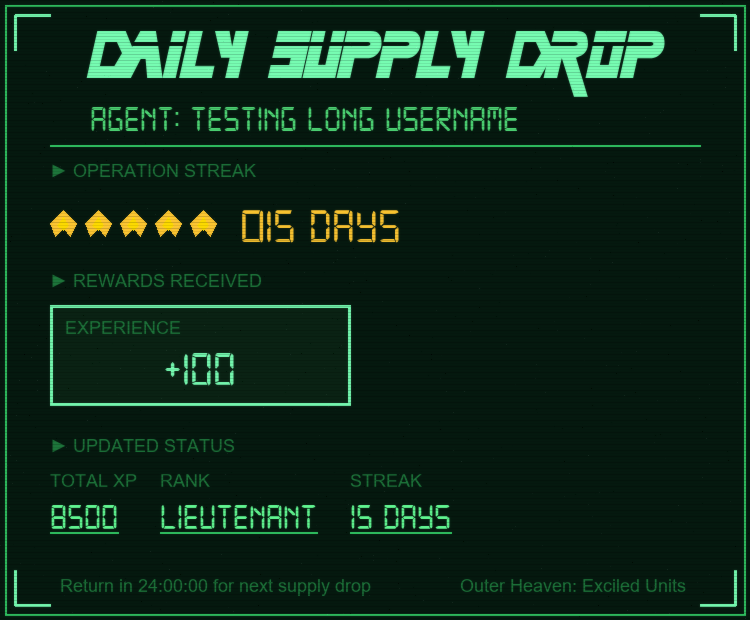 DAILY SUPPLY DROP
AGENT: TESTING LONG USERNAME
► OPERATION STREAK
015 DAYS
► REWARDS RECEIVED
EXPERIENCE
+100
► UPDATED STATUS
TOTAL XP RANK STREAK
8500 LIEUTENANT 15 DAYS
Return in 24:00:00 for next supply drop Outer Heaven: Exciled Units